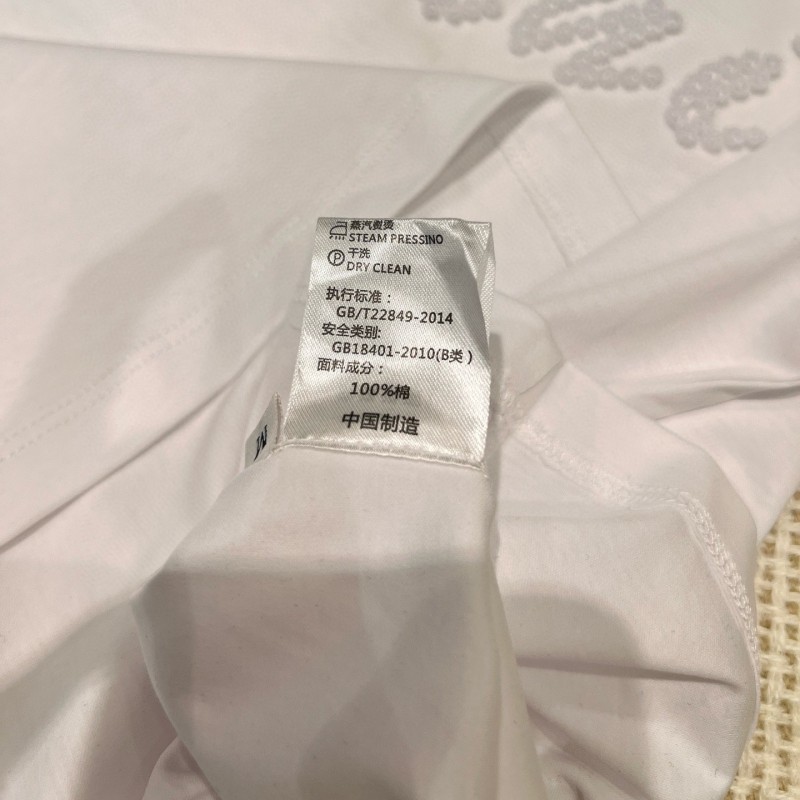 蒸汽熨烫
STEAM PRESSINO
P 干洗
DRY CLEAN
执行标准：
GB/T22849-2014
安全类别:
GB18401-2010(B类）
面料成分：
100%棉
中国制造
M